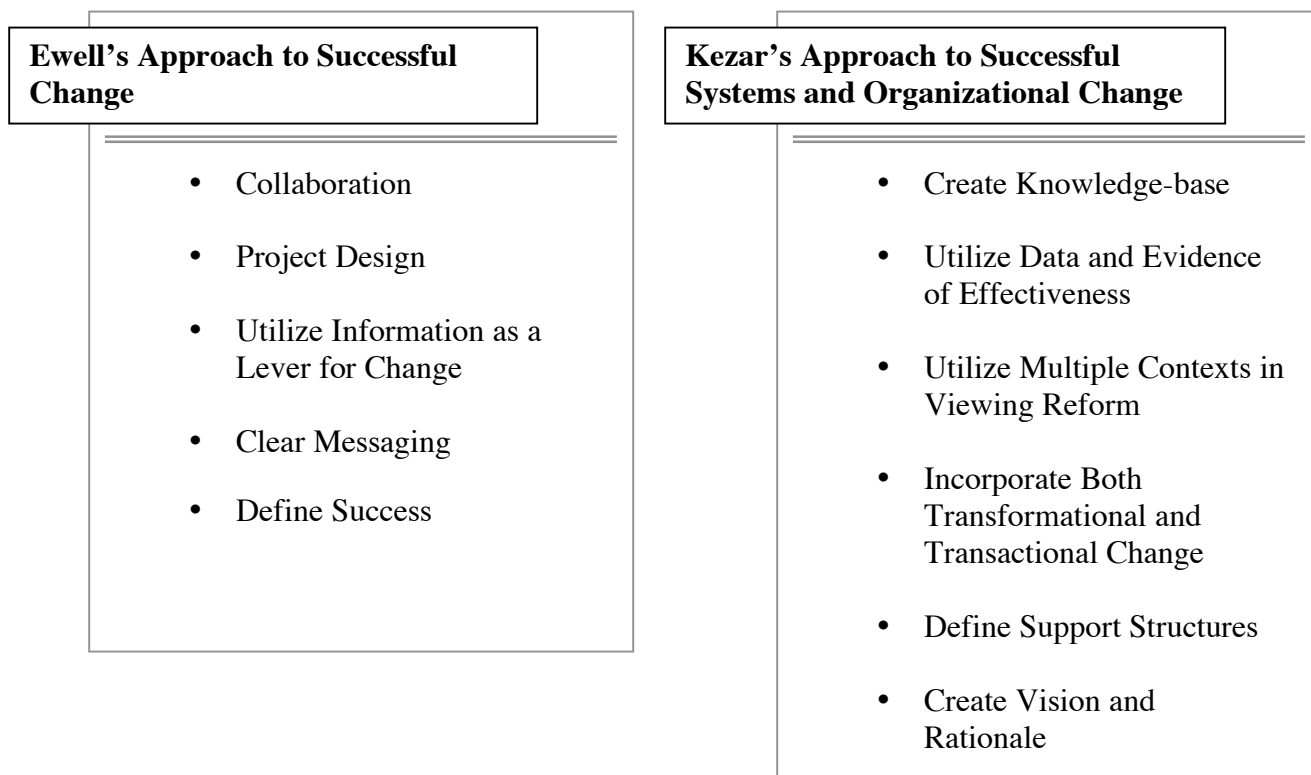 Ewell’s Approach to Successful
Change
• Collaboration
• Project Design
• Utilize Information as a
Lever for Change
• Clear Messaging
• Define Success
Kezar’s Approach to Successful
Systems and Organizational Change
• Create Knowledge-base
• Utilize Data and Evidence
of Effectiveness
• Utilize Multiple Contexts in
Viewing Reform
• Incorporate Both
Transformational and
Transactional Change
• Define Support Structures
• Create Vision and
Rationale